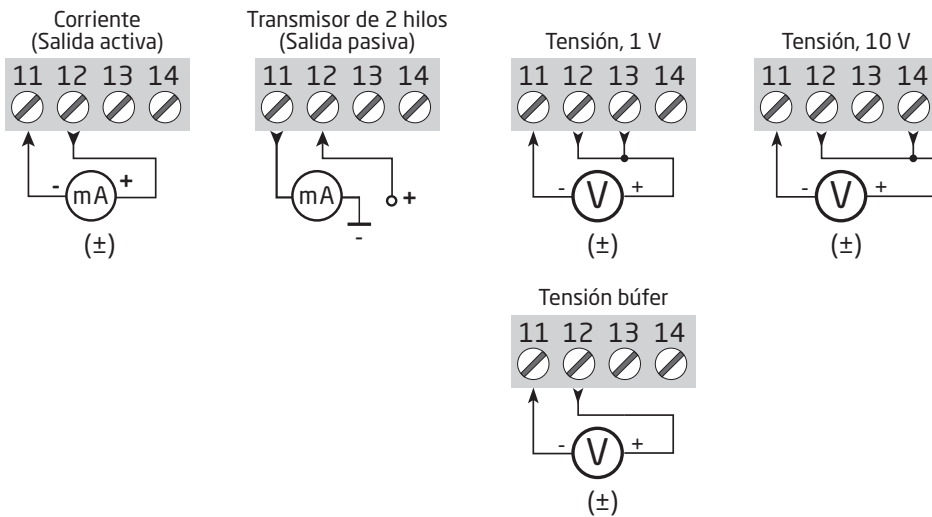 Corriente
(Salida activa)
11 12 13 14
- mA +
(±)
Transmisor de 2 hilos
(Salida pasiva)
11 12 13 14
mA +
-
Tensión, 1 V
11 12 13 14
- V +
(±)
Tensión, 10 V
11 12 13 14
- V +
(±)
Tensión búfer
11 12 13 14
- V +
(±)